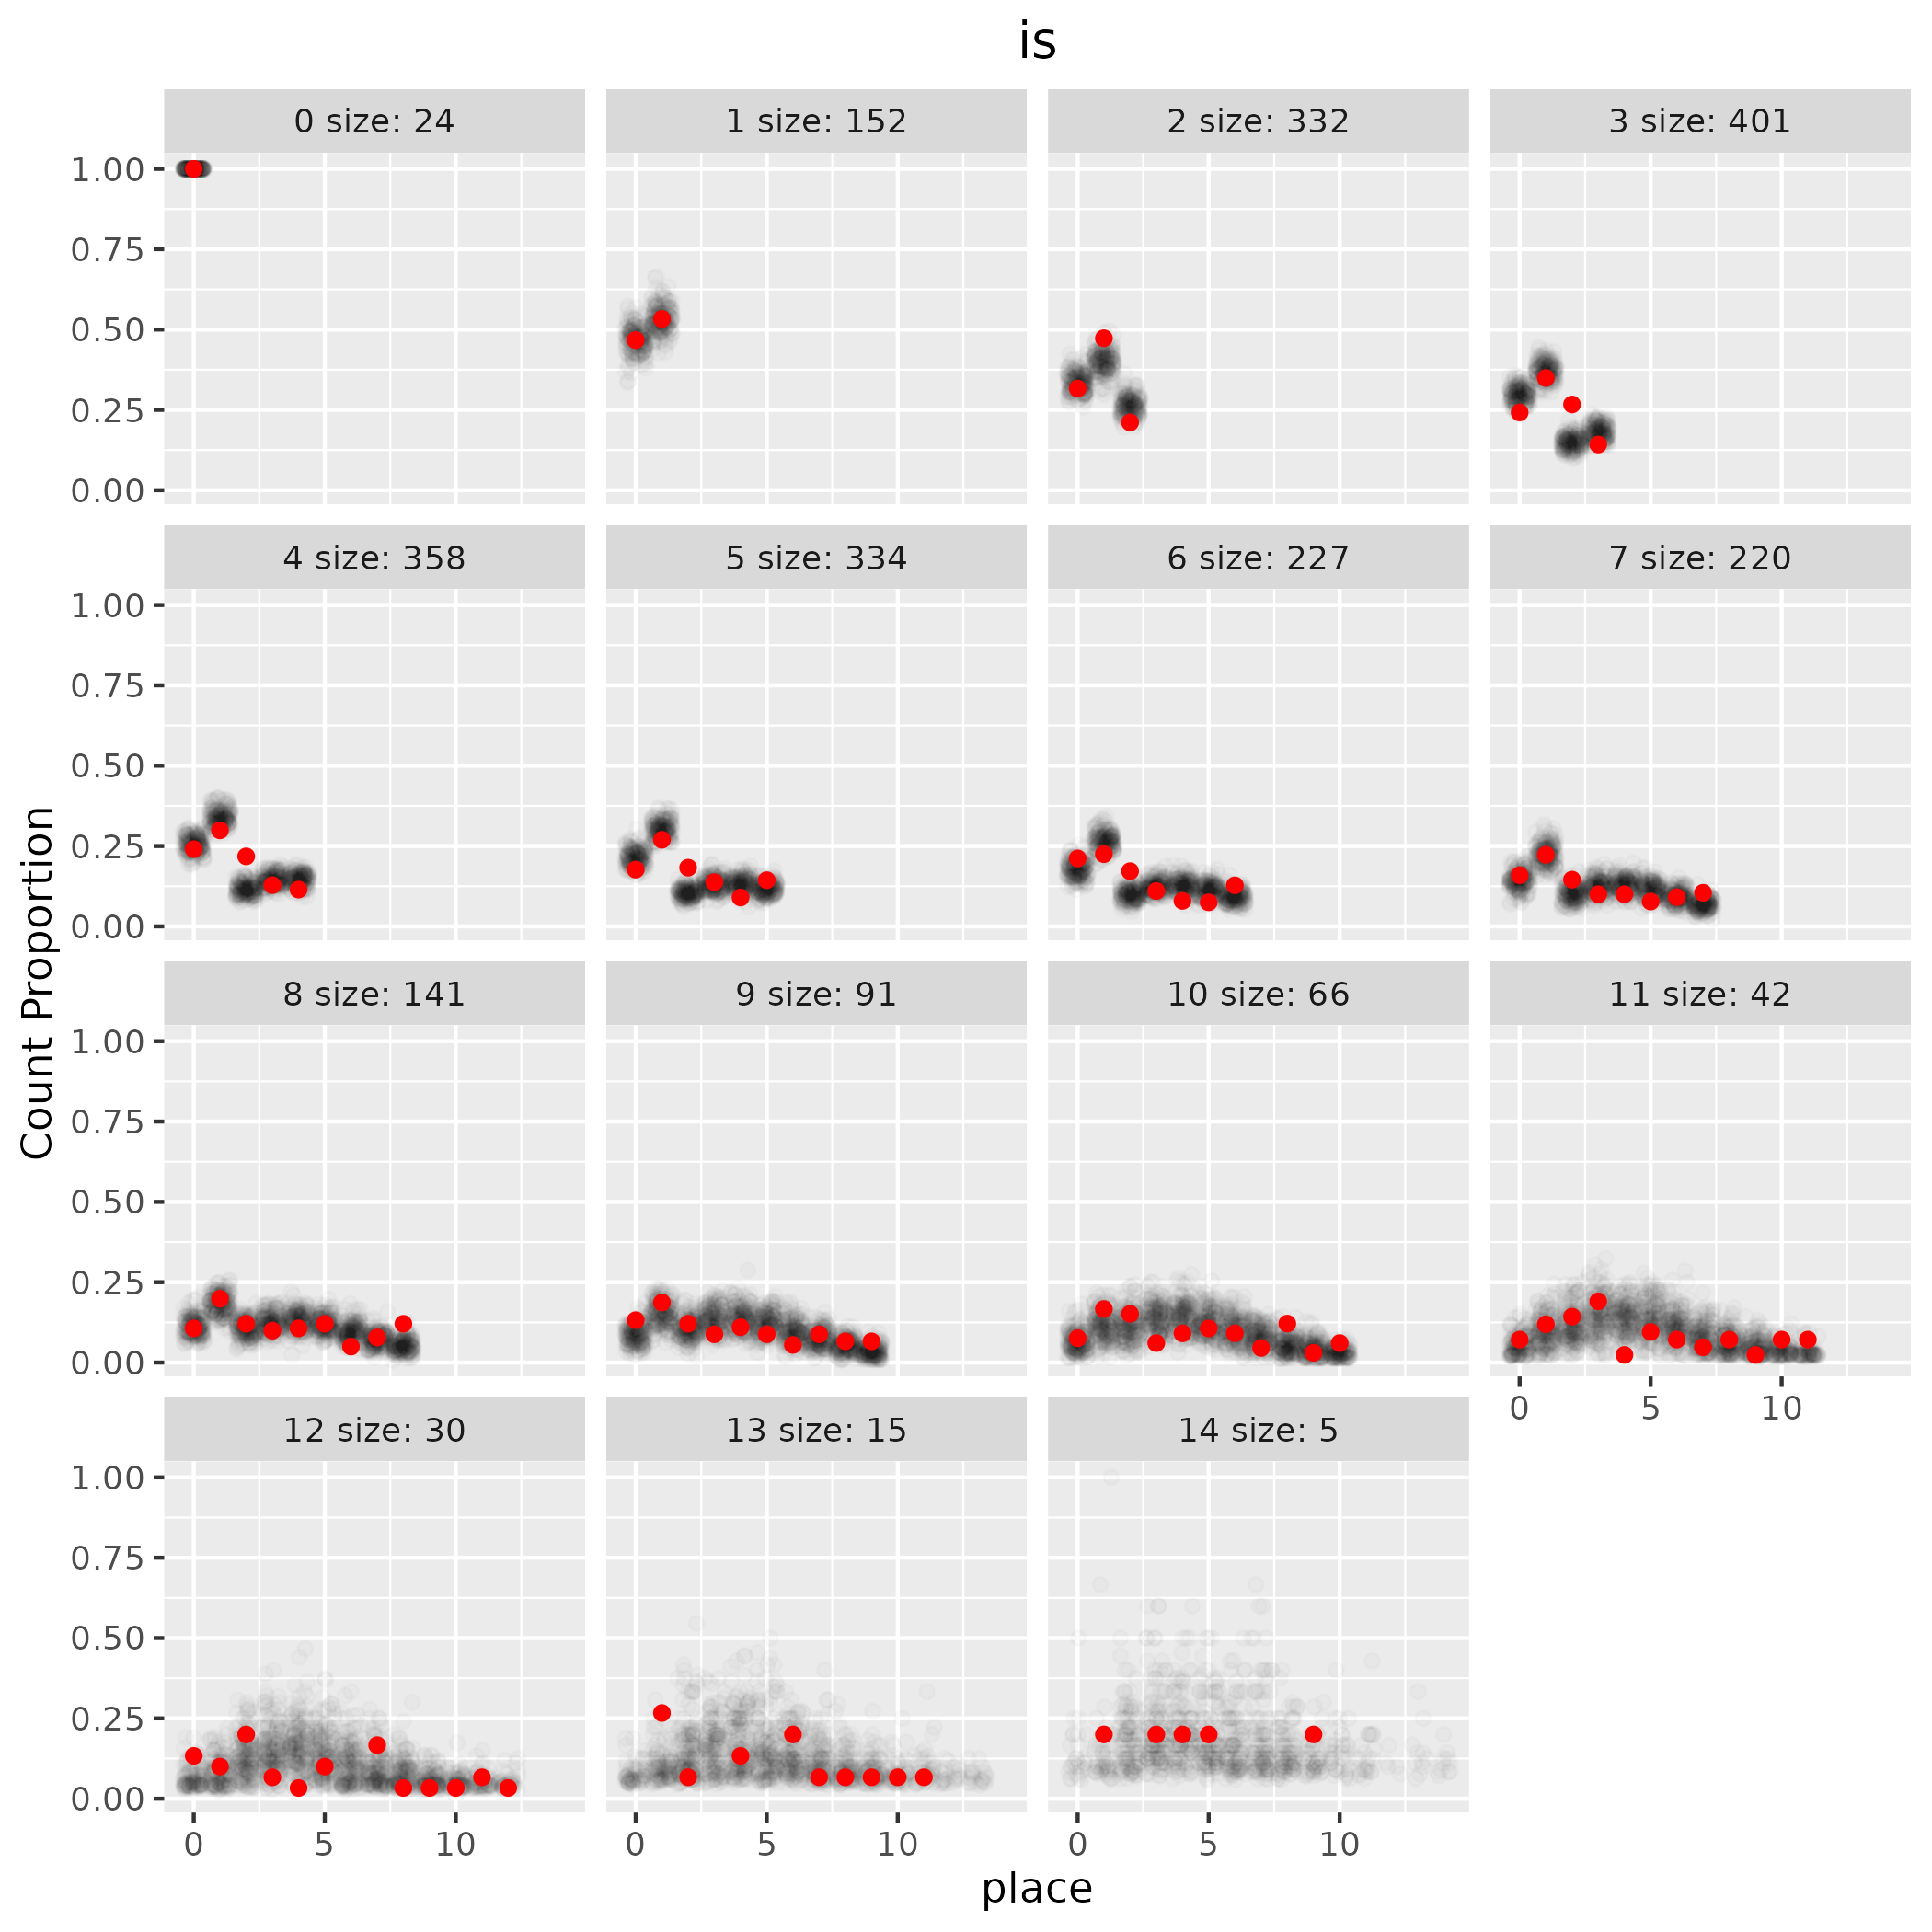 is
0 size: 24
1 size: 152
2 size: 332
3 size: 401
1.00
0.75
0.50
0.25
0.00
4 size: 358
5 size: 334
6 size: 227
7 size: 220
1.00
0.75
0.50
0.25
0.00
Count Proportion
8 size: 141
9 size: 91
10 size: 66
11 size: 42
1.00
0.75
0.50
0.25
0.00
0 5 10
12 size: 30
13 size: 15
14 size: 5
1.00
0.75
0.50
0.25
0.00
0 5 10
0 5 10
0 5 10
place